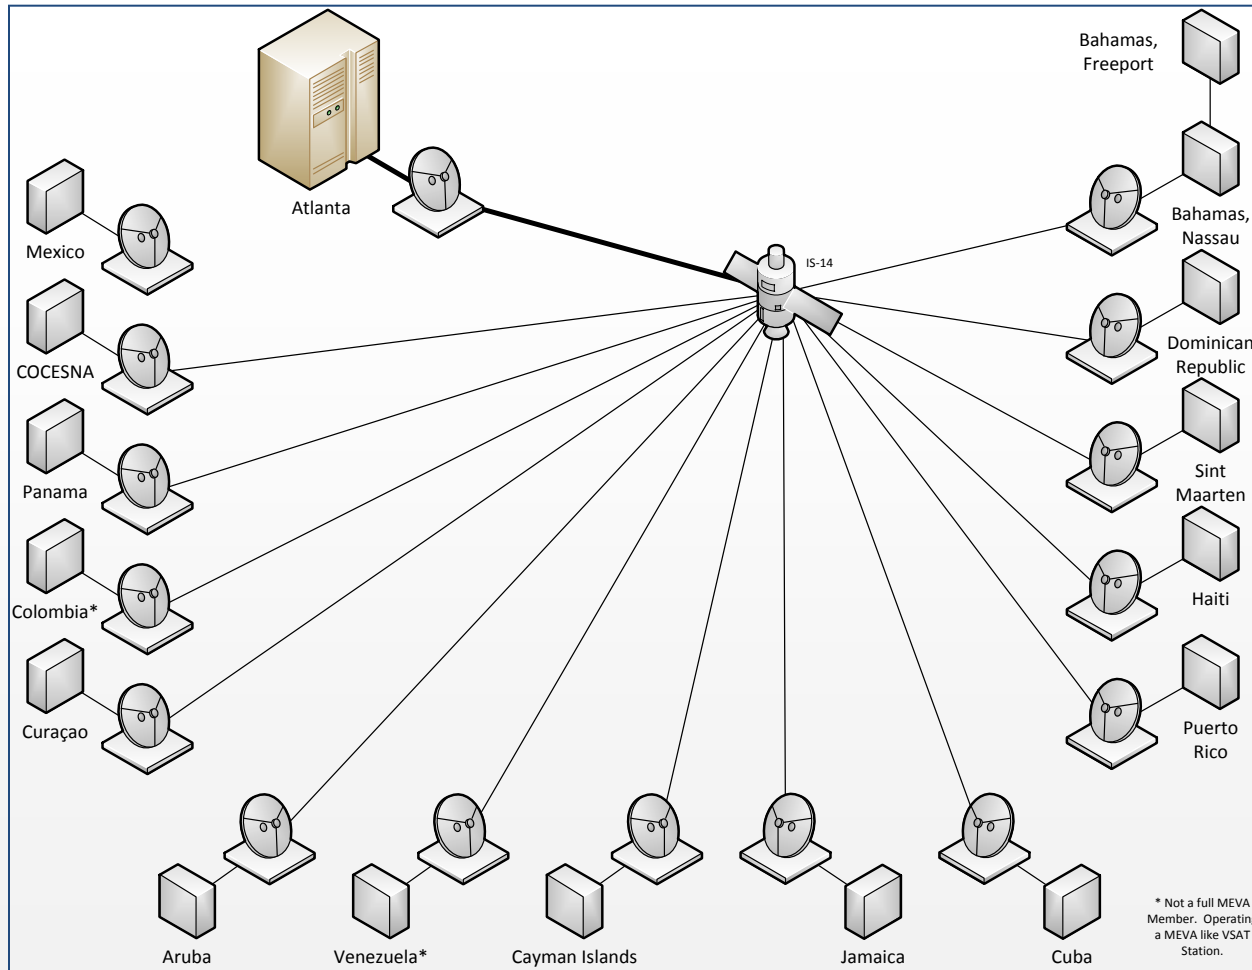 Bahamas,
Freeport
Atlanta
Mexico
Bahamas,
Nassau
IS-14
COCESNA
Dominican
Republic
Panama
Sint
Maarten
Colombia*
Haiti
Curaçao
Puerto
Rico
Aruba
Venezuela*
Cayman Islands
Jamaica
Cuba
* Not a full MEVA
Member. Operating
a MEVA like VSAT
Station.